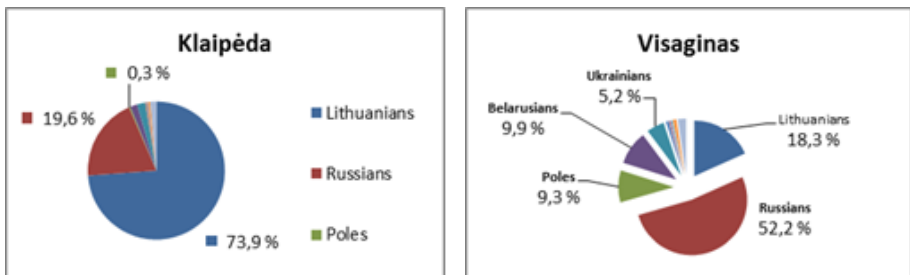 Klaipėda
0,3 %
19,6 %
73,9 %
Lithuanians
Russians
Poles
Visaginas
Ukrainians
5,2 %
Belarusians
9,9 %
Poles
9,3 %
Lithuanians
18,3 %
Russians
52,2 %